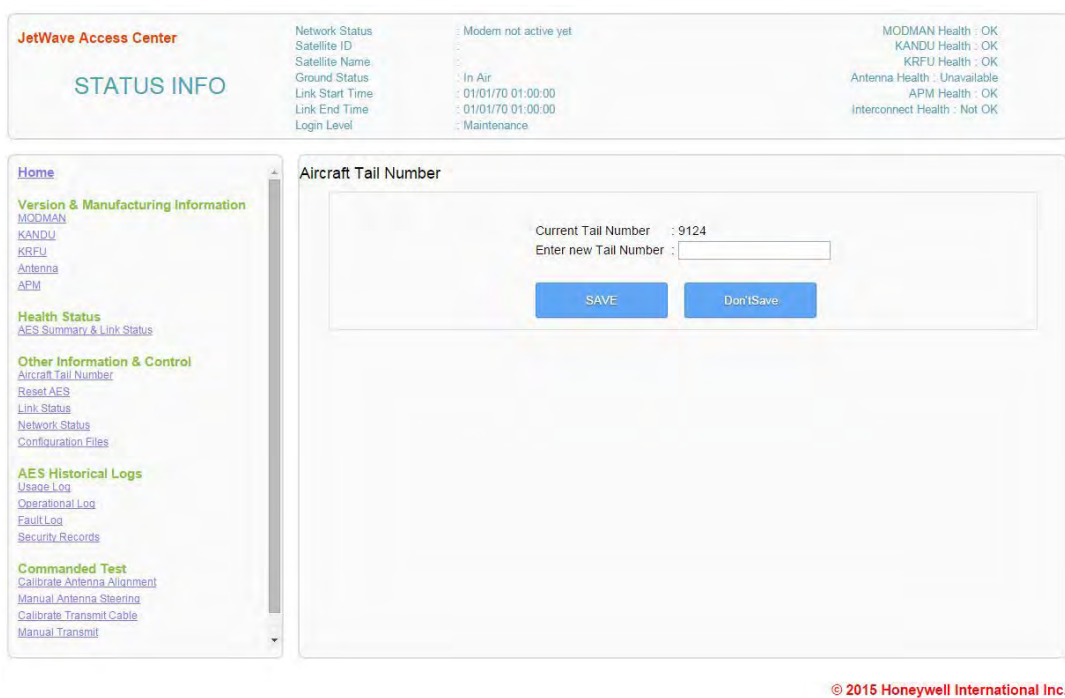 JetWave Access Center
STATUS INFO
Network Status : Modem not active yet
Satellite ID :
Satellite Name :
Ground Status : In Air
Link Start Time : 01/01/70 01:00:00
Link End Time : 01/01/70 01:00:00
Login Level : Maintenance
MODMAN Health : OK
KANDU Health : OK
KRFU Health : OK
Antenna Health : Unavailable
APM Health : OK
Interconnect Health : Not OK
Home
Version & Manufacturing Information
MODMAN
KANDU
KRFU
Antenna
APM
Health Status
AES Summary & Link Status
Other Information & Control
Aircraft Tail Number
Reset AES
Link Status
Network Status
Configuration Files
AES Historical Logs
Usage Log
Operational Log
Fault Log
Security Records
Commanded Test
Calibrate Antenna Alignment
Manual Antenna Steering
Calibrate Transmit Cable
Manual Transmit
Aircraft Tail Number
Current Tail Number : 9124
Enter new Tail Number :
SAVE
Don'tSave
© 2015 Honeywell International Inc.